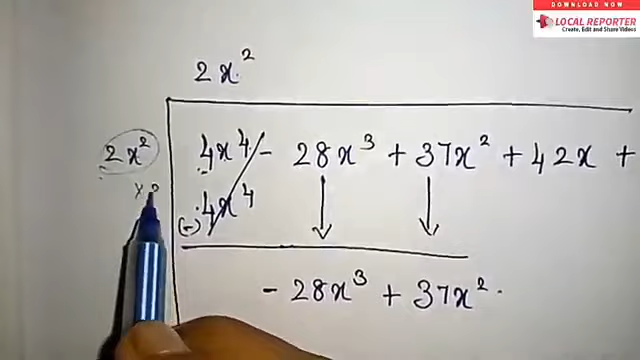 DOWNLOAD NOW
LOCAL REPORTER
Create, Edit and Share Videos
2x²
2x² 4x⁴ - 28x³ + 37x² + 42x +
4x⁴
(-)
- 28x³ + 37x²